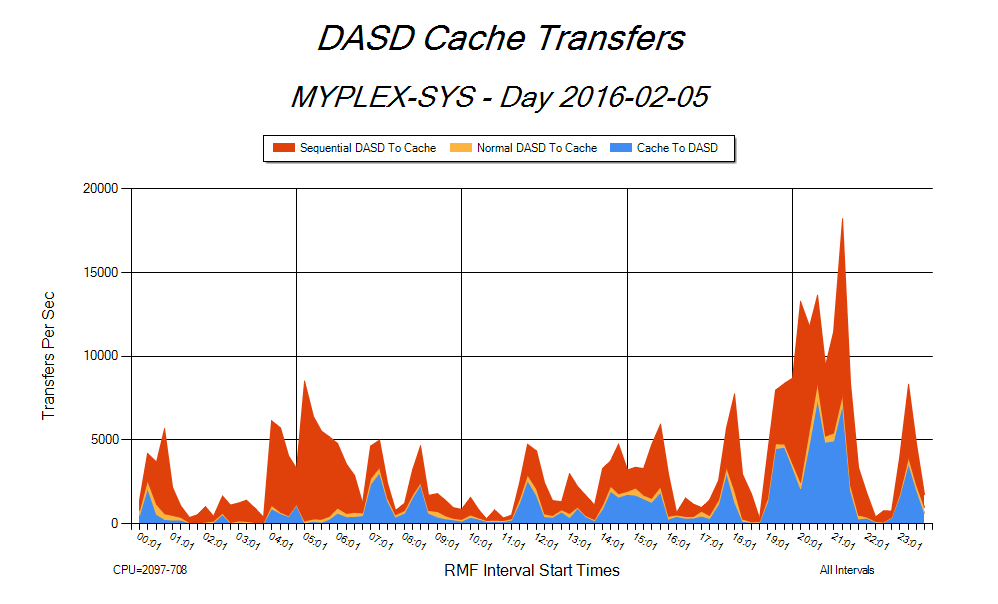 DASD Cache Transfers
MYPLEX-SYS - Day 2016-02-05
Sequential DASD To Cache Normal DASD To Cache Cache To DASD
20000
15000
10000
5000
0
Transfers Per Sec
00:01 01:01 02:01 03:01 04:01 05:01 06:01 07:01 08:01 09:01 10:01 11:01 12:01 13:01 14:01 15:01 16:01 17:01 18:01 19:01 20:01 21:01 22:01 23:01
CPU=2097-708 RMF Interval Start Times All Intervals